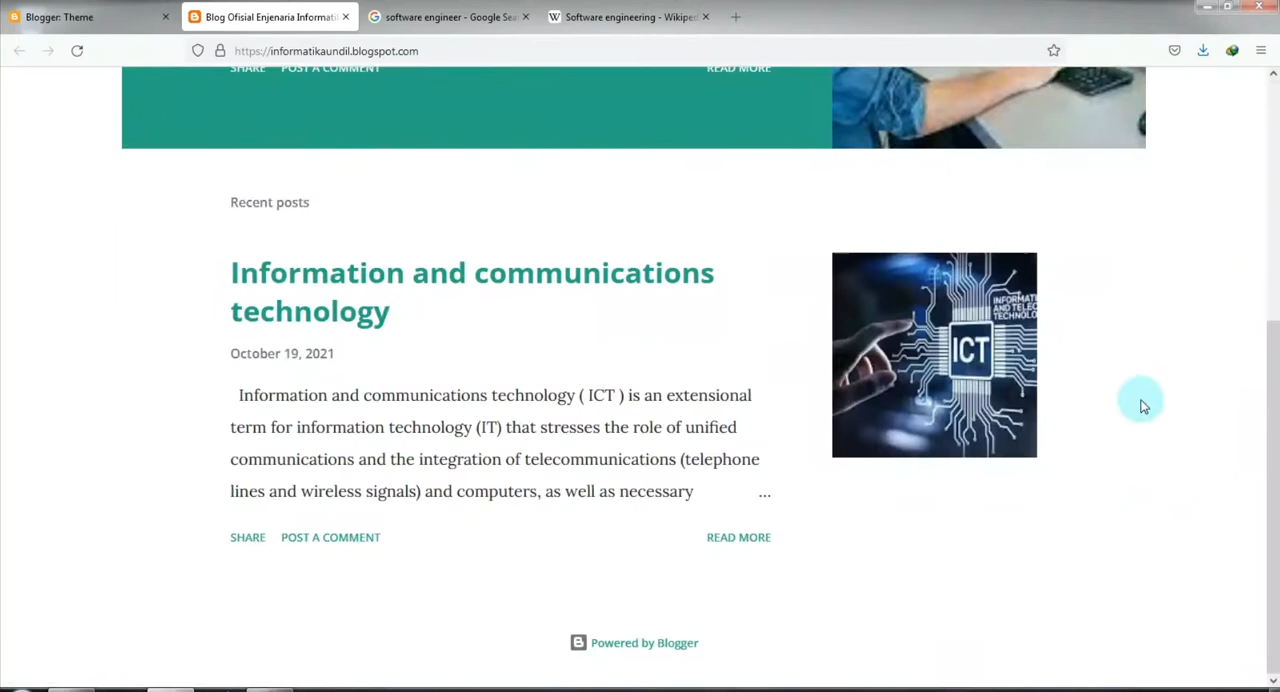 Blogger: Theme
Blog Ofisial Enjenaria Informati
software engineer - Google Sea
Software engineering - Wikiped
https://informatikaundil.blogspot.com
SHARE POST A COMMENT READ MORE
Recent posts
Information and communications
technology
October 19, 2021
Information and communications technology ( ICT ) is an extensional
term for information technology (IT) that stresses the role of unified
communications and the integration of telecommunications (telephone
lines and wireless signals) and computers, as well as necessary ...
INFORMAT
AND TELE
TECHNOLO
ICT
SHARE POST A COMMENT READ MORE
Powered by Blogger